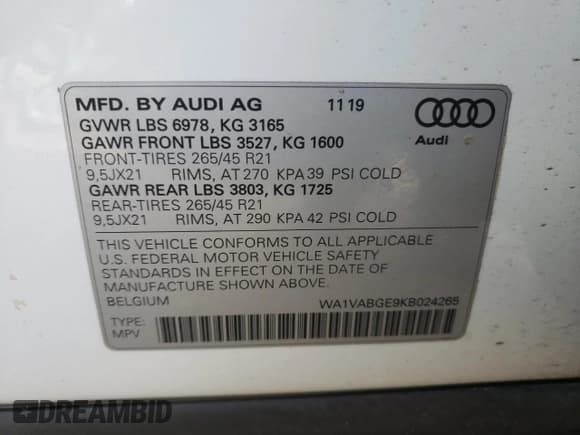 MFD. BY AUDI AG 11 19
GVWR LBS 6978, KG 3165
GAWR FRONT LBS 3527, KG 1600
FRONT-TIRES 265/45 R21
9,5JX21 RIMS, AT 270 KPA 39 PSI COLD
GAWR REAR LBS 3803, KG 1725
REAR-TIRES 265/45 R21
9,5JX21 RIMS, AT 290 KPA 42 PSI COLD
Audi
THIS VEHICLE CONFORMS TO ALL APPLICABLE
U.S. FEDERAL MOTOR VEHICLE SAFETY
STANDARDS IN EFFECT ON THE DATE OF
MANUFACTURE SHOWN ABOVE.
BELGIUM WA1VABGE9KB024265
TYPE:
MPV
DREAMBID